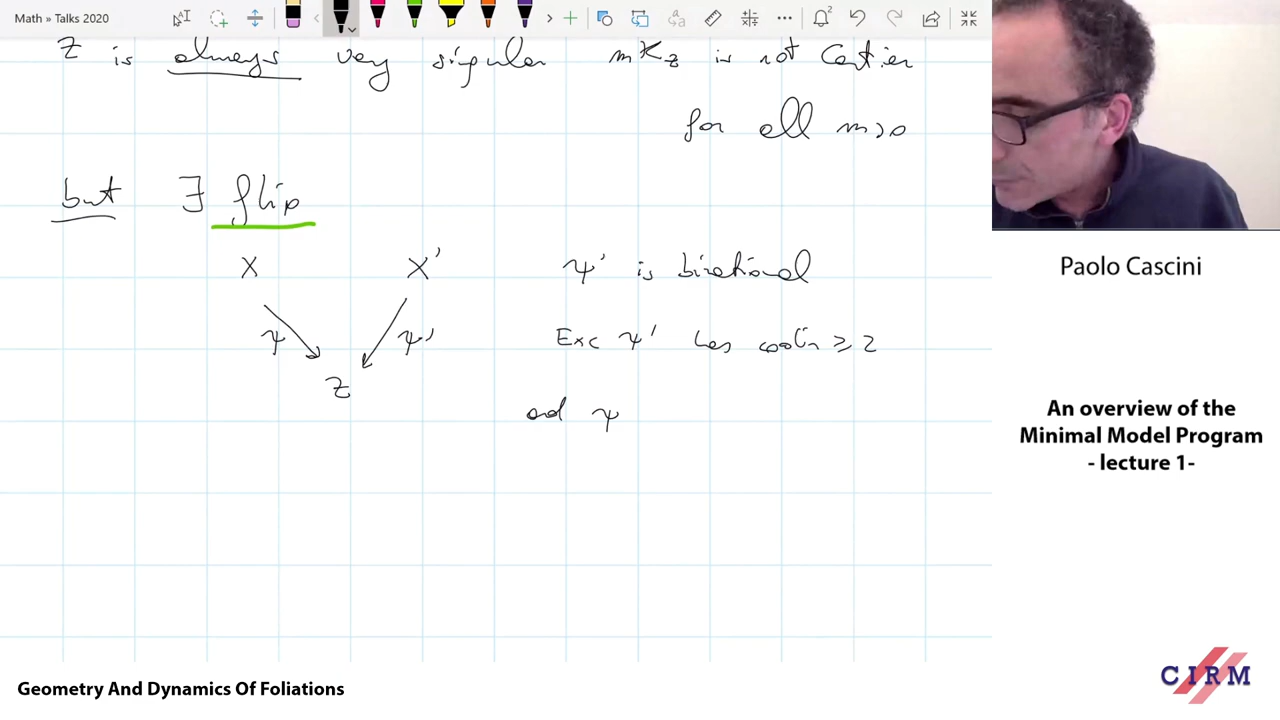 Math » Talks 2020
Z is always very singular mKz is not Cartier
for all m>0
but ∃ flip
X X' ψ' is birational
ψ ψ' Exc ψ' has codim ≥ 2
Z
and ψ
Paolo Cascini
An overview of the
Minimal Model Program
- lecture 1-
Geometry And Dynamics Of Foliations
CIRM